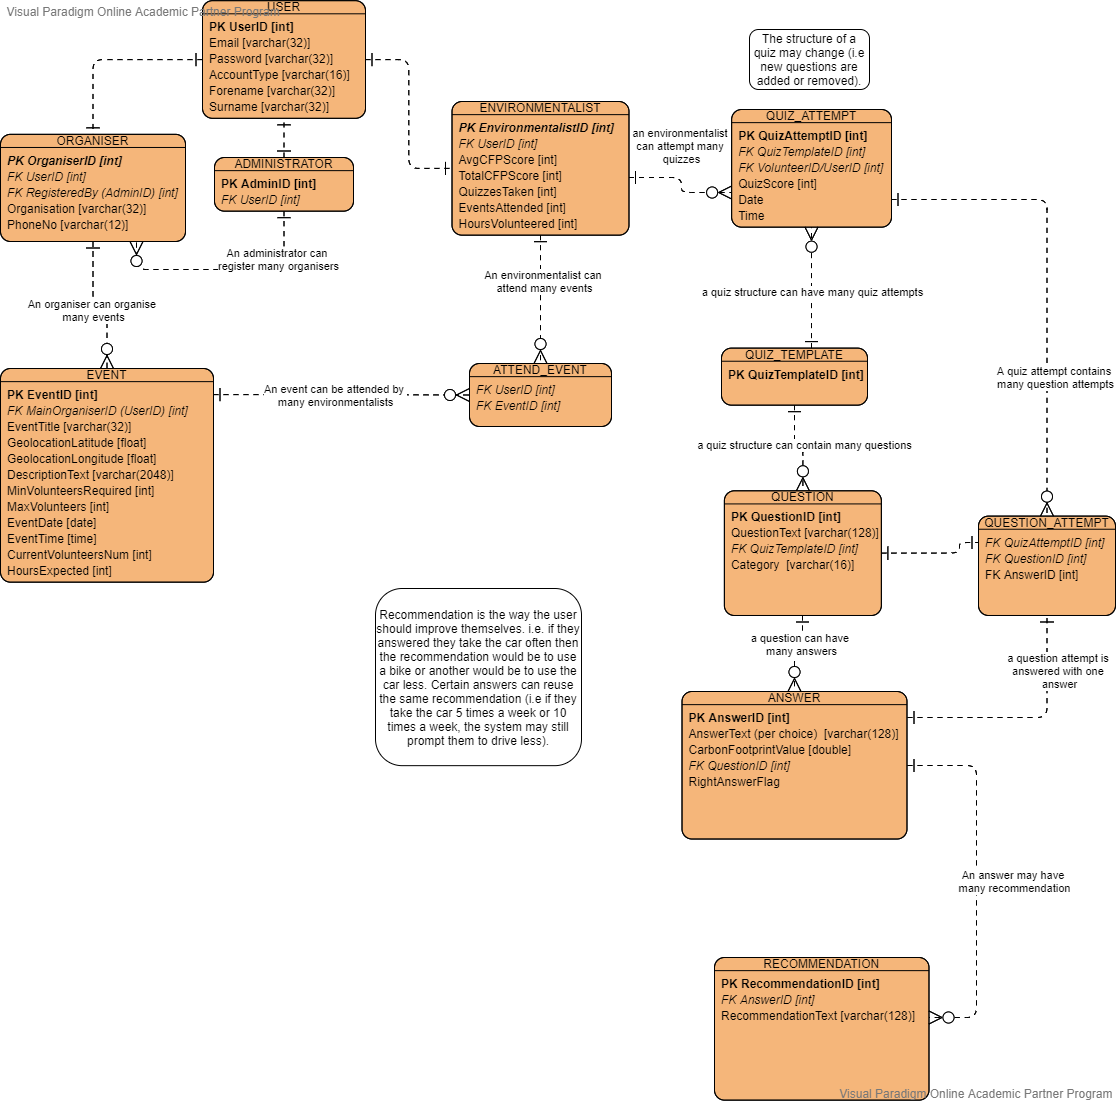 Visual Paradigm Online Academic Partner Program
USER
PK UserID [int]
Email [varchar(32)]
Password [varchar(32)]
AccountType [varchar(16)]
Forename [varchar(32)]
Surname [varchar(32)]
The structure of a
quiz may change (i.e
new questions are
added or removed).
ORGANISER
PK OrganiserID [int]
FK UserID [int]
FK RegisteredBy (AdminID) [int]
Organisation [varchar(32)]
PhoneNo [varchar(12)]
ADMINISTRATOR
PK AdminID [int]
FK UserID [int]
ENVIRONMENTALIST
PK EnvironmentalistID [int]
FK UserID [int]
AvgCFPScore [int]
TotalCFPScore [int]
QuizzesTaken [int]
EventsAttended [int]
HoursVolunteered [int]
an environmentalist
can attempt many
quizzes
QUIZ_ATTEMPT
PK QuizAttemptID [int]
FK QuizTemplateID [int]
FK VolunteerID/UserID [int]
QuizScore [int]
Date
Time
An administrator can
register many organisers
An organiser can organise
many events
An environmentalist can
attend many events
a quiz structure can have many quiz attempts
QUIZ_TEMPLATE
PK QuizTemplateID [int]
A quiz attempt contains
many question attempts
EVENT
PK EventID [int]
FK MainOrganiserID (UserID) [int]
EventTitle [varchar(32)]
GeolocationLatitude [float]
GeolocationLongitude [float]
DescriptionText [varchar(2048)]
MinVolunteersRequired [int]
MaxVolunteers [int]
EventDate [date]
EventTime [time]
CurrentVolunteersNum [int]
HoursExpected [int]
An event can be attended by
many environmentalists
ATTEND_EVENT
FK UserID [int]
FK EventID [int]
a quiz structure can contain many questions
QUESTION
PK QuestionID [int]
QuestionText [varchar(128)]
FK QuizTemplateID [int]
Category [varchar(16)]
QUESTION_ATTEMPT
FK QuizAttemptID [int]
FK QuestionID [int]
FK AnswerID [int]
Recommendation is the way the user
should improve themselves. i.e. if they
answered they take the car often then
the recommendation would be to use
a bike or another would be to use the
car less. Certain answers can reuse
the same recommendation (i.e if they
take the car 5 times a week or 10
times a week, the system may still
prompt them to drive less).
a question can have
many answers
a question attempt is
answered with one
answer
ANSWER
PK AnswerID [int]
AnswerText (per choice) [varchar(128)]
CarbonFootprintValue [double]
FK QuestionID [int]
RightAnswerFlag
An answer may have
many recommendation
RECOMMENDATION
PK RecommendationID [int]
FK AnswerID [int]
RecommendationText [varchar(128)]
Visual Paradigm Online Academic Partner Program